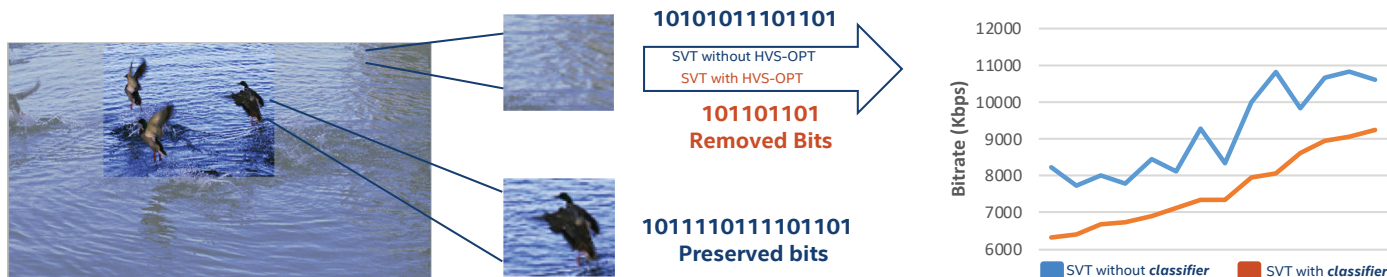 10101011101101
SVT without HVS-OPT
SVT with HVS-OPT
101101101
Removed Bits
1011110111101101
Preserved bits
Bitrate (Kbps)
12000
11000
10000
9000
8000
7000
6000
SVT without classifier
SVT with classifier